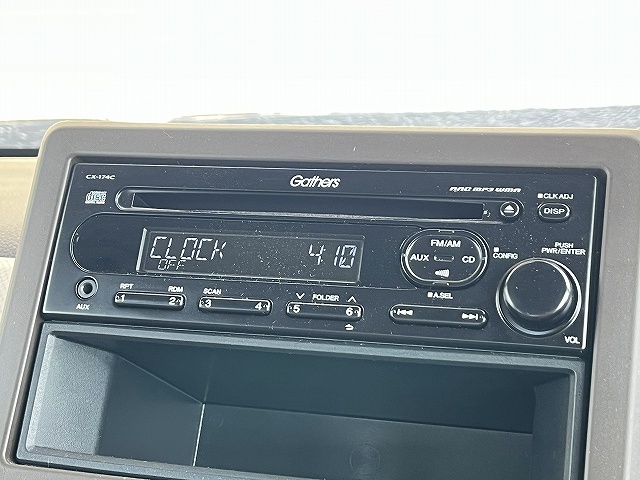 CX-174C
Gathers
AAC MP3 WMA
CLK ADJ
DISP
CLOCK 4:10
OFF
FM/AM
AUX CD
CONFIG
PUSH
PWR/ENTER
A.SEL
VOL
AUX
RPT RDM SCAN FOLDER
1 2 3 4 5 6